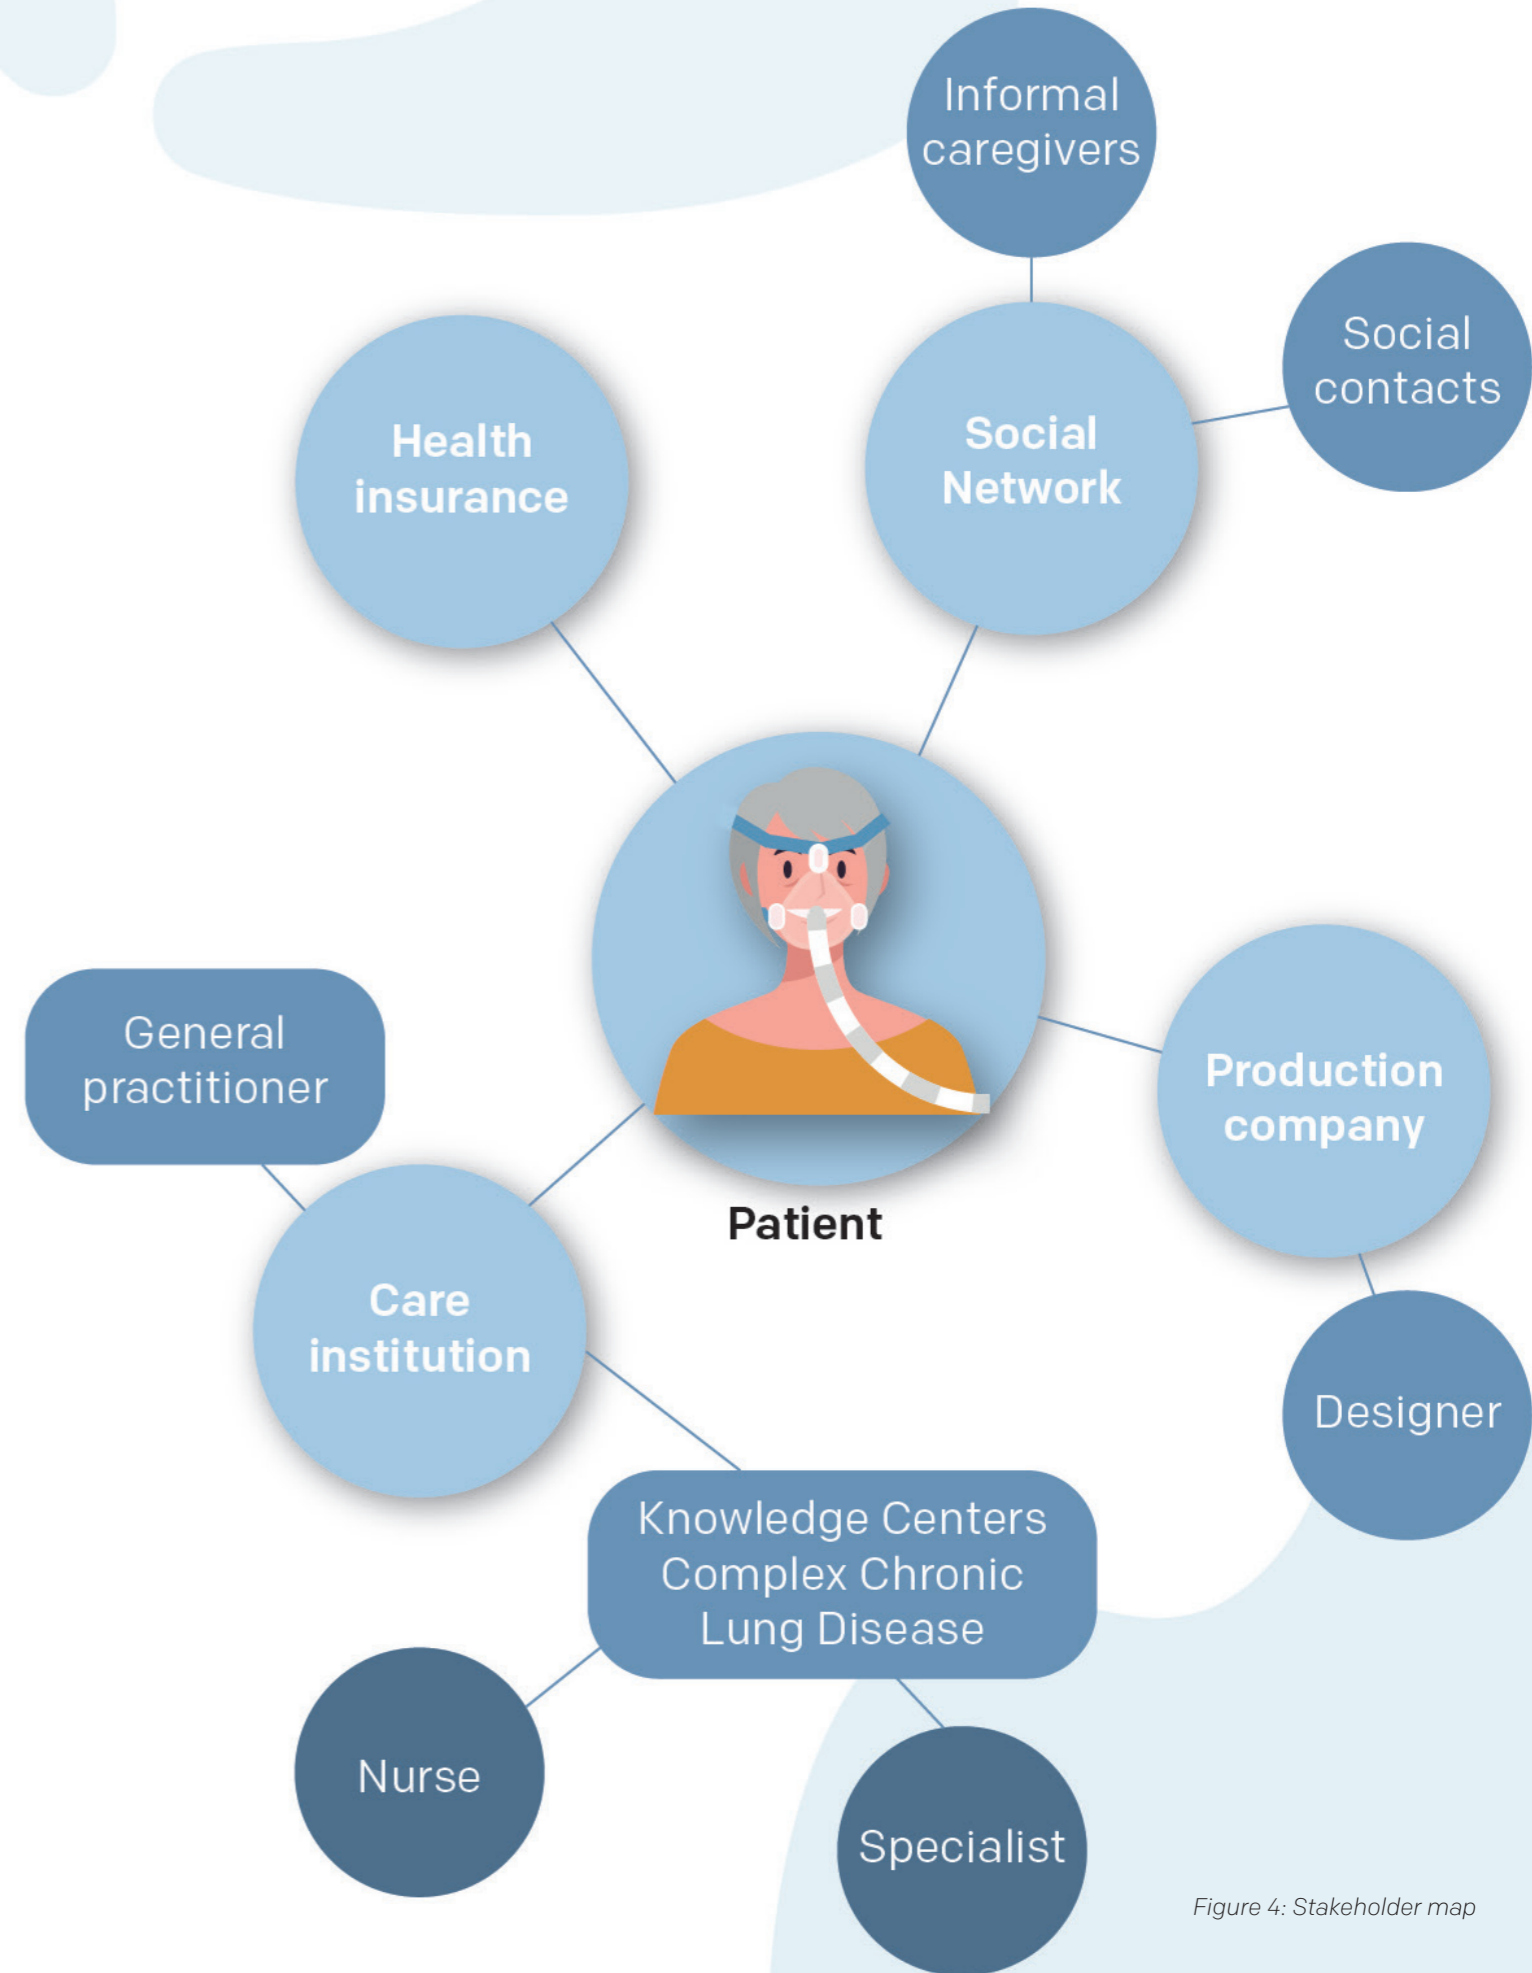 Informal
caregivers
Social
contacts
Health
insurance
Social
Network
General
practitioner
Production
company
Patient
Care
institution
Designer
Knowledge Centers
Complex Chronic
Lung Disease
Nurse
Specialist
Figure 4: Stakeholder map